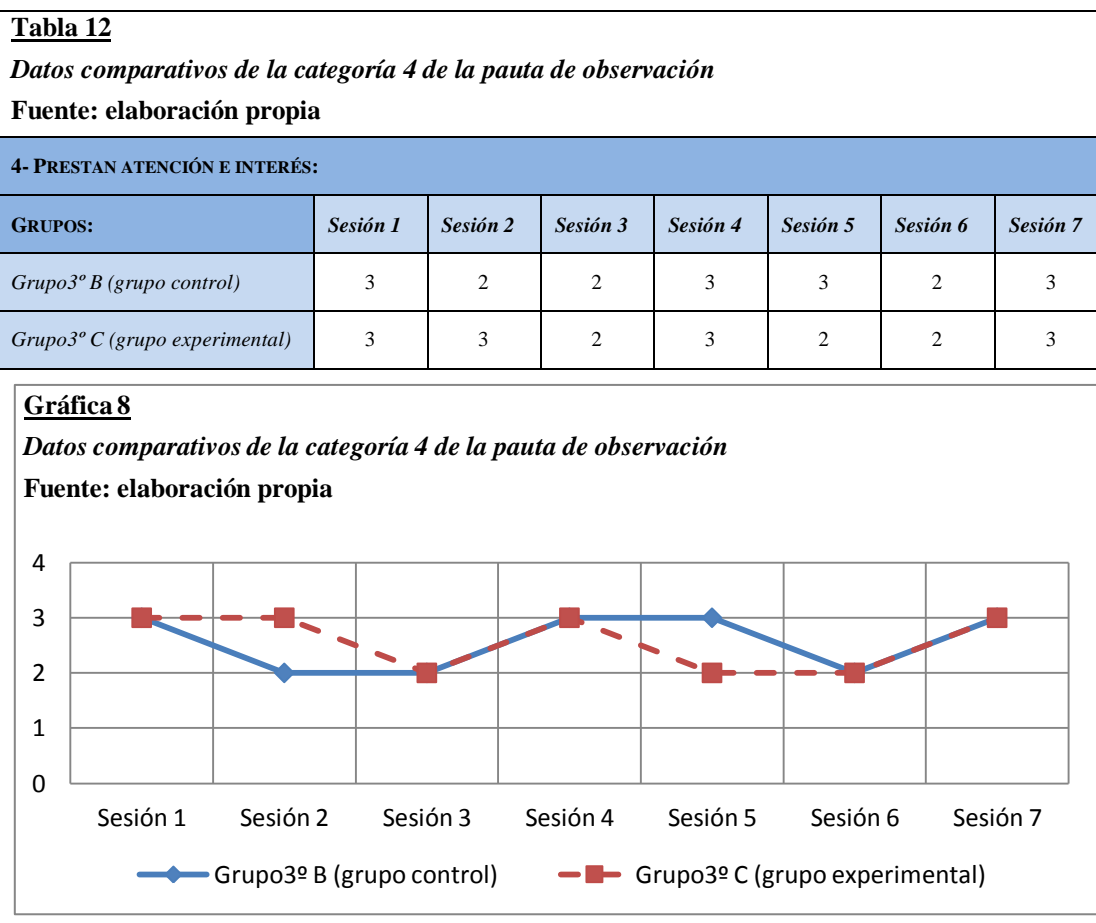 Tabla 12
Datos comparativos de la categoría 4 de la pauta de observación
Fuente: elaboración propia
4- PRESTAN ATENCIÓN E INTERÉS:
GRUPOS: Sesión 1 Sesión 2 Sesión 3 Sesión 4 Sesión 5 Sesión 6 Sesión 7
Grupo3º B (grupo control) 3 2 2 3 3 2 3
Grupo3º C (grupo experimental) 3 3 2 3 2 2 3
Gráfica 8
Datos comparativos de la categoría 4 de la pauta de observación
Fuente: elaboración propia
4
3
2
1
0
Sesión 1 Sesión 2 Sesión 3 Sesión 4 Sesión 5 Sesión 6 Sesión 7
Grupo3º B (grupo control) Grupo3º C (grupo experimental)